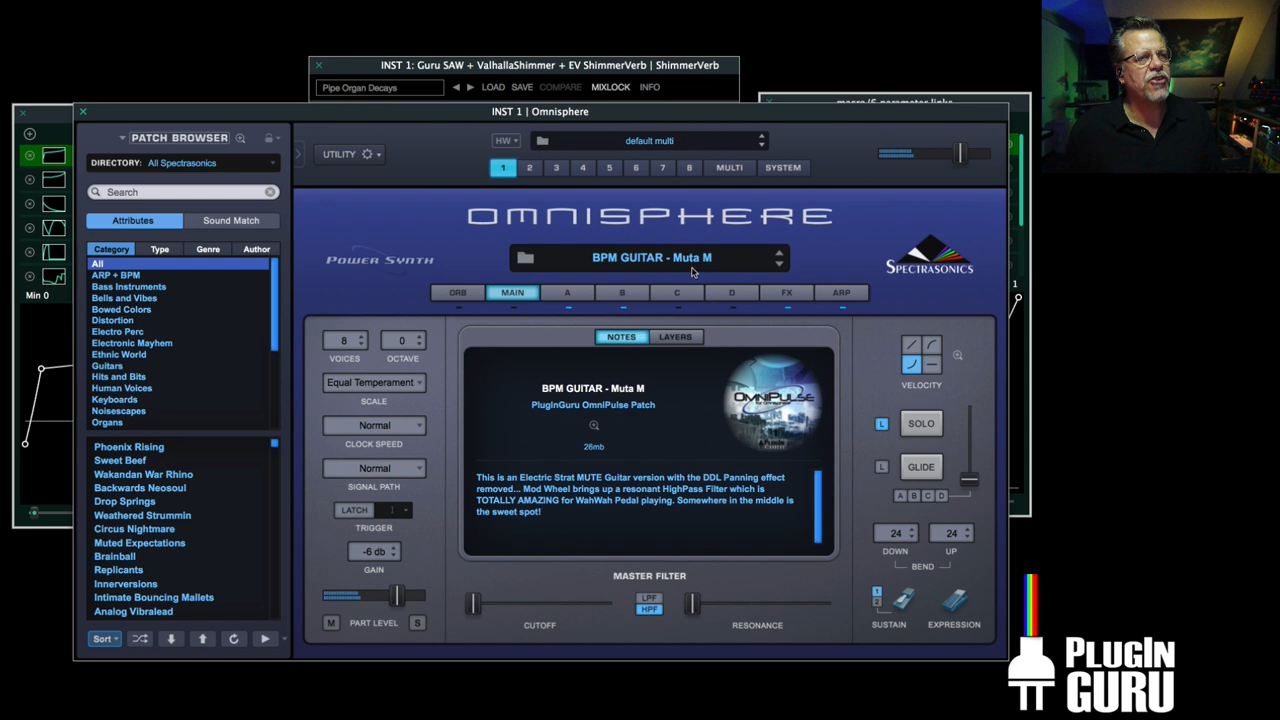 INST 1: Guru SAW + ValhallaShimmer + EV ShimmerVerb | ShimmerVerb
Pipe Organ Decays
LOAD SAVE COMPARE MIXLOCK INFO
macro/6 parameter links
INST 1 | Omnisphere
PATCH BROWSER
DIRECTORY: All Spectrasonics
Search
Attributes Sound Match
Category Type Genre Author
All
ARP + BPM
Bass Instruments
Bells and Vibes
Bowed Colors
Distortion
Electro Perc
Electronic Mayhem
Ethnic World
Guitars
Hits and Bits
Human Voices
Keyboards
Noisescapes
Organs
Phoenix Rising
Sweet Beef
Wakandan War Rhino
Backwards Neosoul
Drop Springs
Weathered Strummin
Circus Nightmare
Muted Expectations
Brainball
Replicants
Innerversions
Intimate Bouncing Mallets
Analog Vibralead
Sort
Min 0
UTILITY
HW
default multi
1 2 3 4 5 6 7 8 MULTI SYSTEM
OMNISPHERE
POWER SYNTH
BPM GUITAR - Muta M
SPECTRASONICS
ORB MAIN A B C D FX ARP
1
8 0
VOICES OCTAVE
Equal Temperament
SCALE
Normal
CLOCK SPEED
Normal
SIGNAL PATH
LATCH 1
TRIGGER
-6 db
GAIN
M PART LEVEL S
NOTES LAYERS
BPM GUITAR - Muta M
PlugInGuru OmniPulse Patch
26mb
OMNIPULSE
This is an Electric Strat MUTE Guitar version with the DDL Panning effect
removed... Mod Wheel brings up a resonant HighPass Filter which is
TOTALLY AMAZING for WahWah Pedal playing. Somewhere in the middle is
the sweet spot!
MASTER FILTER
LPF
HPF
CUTOFF RESONANCE
VELOCITY
L SOLO
L GLIDE
A B C D
24 24
DOWN UP
BEND
1
2
SUSTAIN EXPRESSION
PLUGIN
GURU